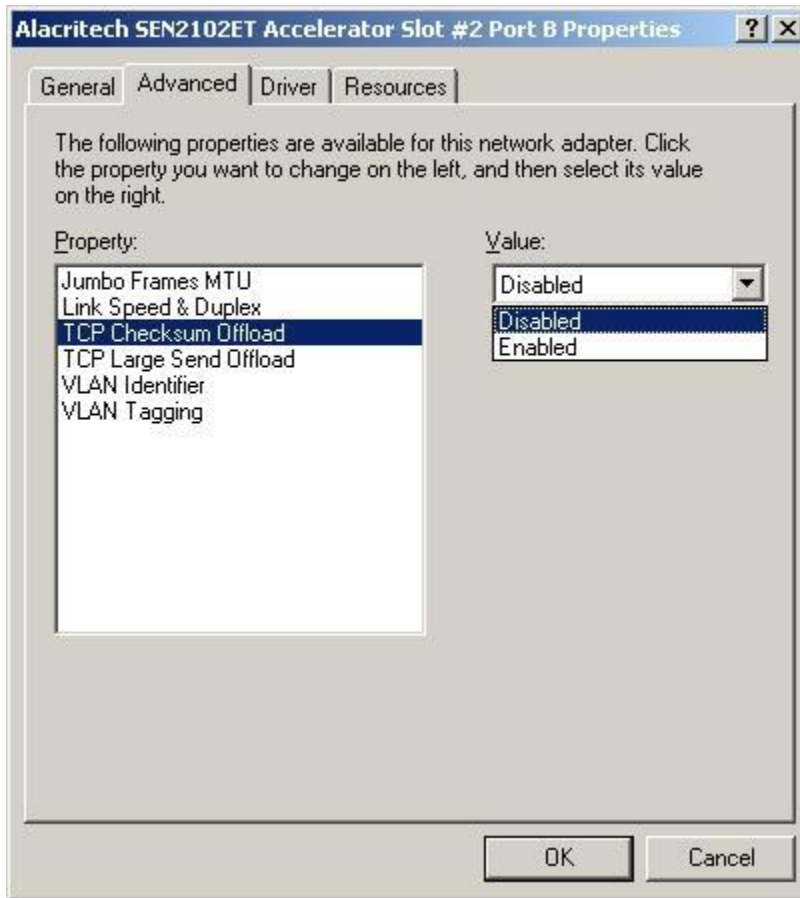 Alacritech SEN2102ET Accelerator Slot #2 Port B Properties
General Advanced Driver Resources
The following properties are available for this network adapter. Click
the property you want to change on the left, and then select its value
on the right.
Property:
Jumbo Frames MTU
Link Speed & Duplex
TCP Checksum Offload
TCP Large Send Offload
VLAN Identifier
VLAN Tagging
Value:
Disabled
Disabled
Enabled
OK Cancel